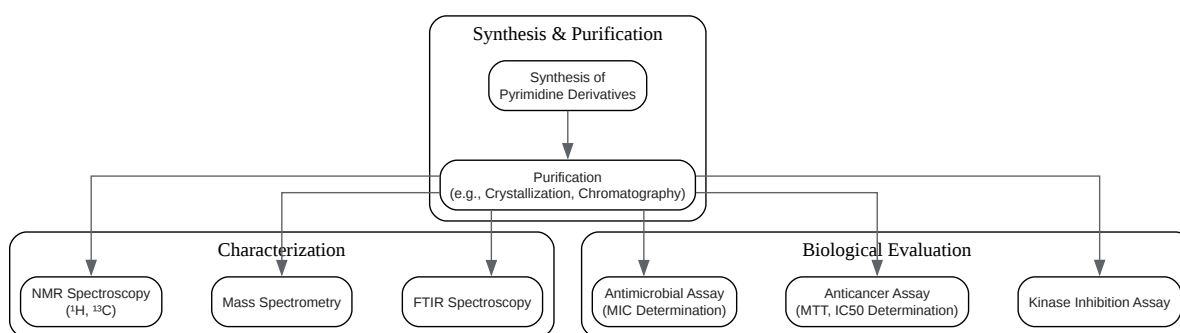 Synthesis & Purification
Synthesis of
Pyrimidine Derivatives
Purification
(e.g., Crystallization, Chromatography)
Characterization
NMR Spectroscopy
(¹H, ¹³C)
Mass Spectrometry
FTIR Spectroscopy
Biological Evaluation
Antimicrobial Assay
(MIC Determination)
Anticancer Assay
(MTT, IC50 Determination)
Kinase Inhibition Assay